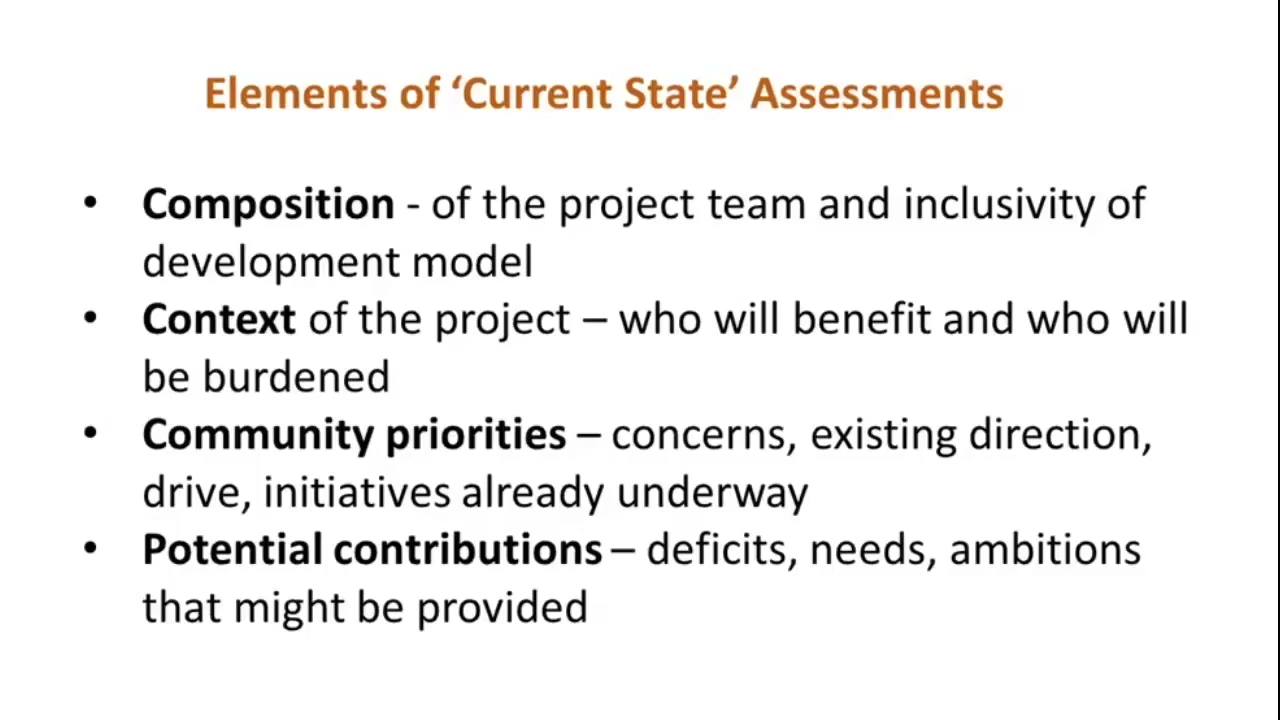 Elements of ‘Current State’ Assessments
• Composition - of the project team and inclusivity of
development model
• Context of the project – who will benefit and who will
be burdened
• Community priorities – concerns, existing direction,
drive, initiatives already underway
• Potential contributions – deficits, needs, ambitions
that might be provided